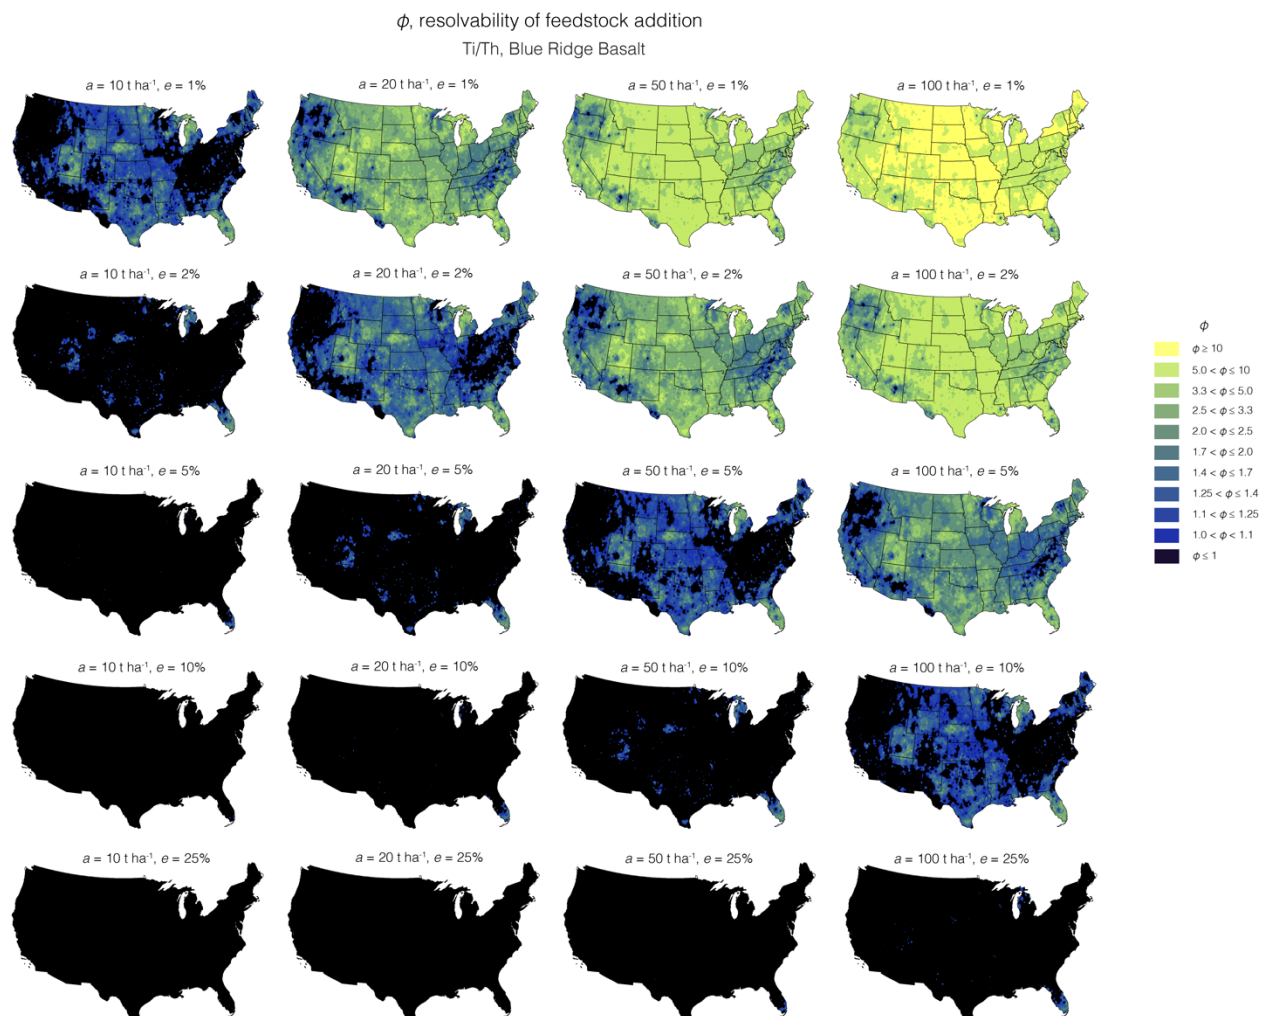 ϕ, resolvability of feedstock addition
Ti/Th, Blue Ridge Basalt
a = 10 t ha⁻¹, e = 1%
a = 20 t ha⁻¹, e = 1%
a = 50 t ha⁻¹, e = 1%
a = 100 t ha⁻¹, e = 1%
a = 10 t ha⁻¹, e = 2%
a = 20 t ha⁻¹, e = 2%
a = 50 t ha⁻¹, e = 2%
a = 100 t ha⁻¹, e = 2%
a = 10 t ha⁻¹, e = 5%
a = 20 t ha⁻¹, e = 5%
a = 50 t ha⁻¹, e = 5%
a = 100 t ha⁻¹, e = 5%
a = 10 t ha⁻¹, e = 10%
a = 20 t ha⁻¹, e = 10%
a = 50 t ha⁻¹, e = 10%
a = 100 t ha⁻¹, e = 10%
a = 10 t ha⁻¹, e = 25%
a = 20 t ha⁻¹, e = 25%
a = 50 t ha⁻¹, e = 25%
a = 100 t ha⁻¹, e = 25%
ϕ
ϕ ≥ 10
5.0 < ϕ ≤ 10
3.3 < ϕ ≤ 5.0
2.5 < ϕ ≤ 3.3
2.0 < ϕ ≤ 2.5
1.7 < ϕ ≤ 2.0
1.4 < ϕ ≤ 1.7
1.25 < ϕ ≤ 1.4
1.1 < ϕ ≤ 1.25
1.0 < ϕ < 1.1
ϕ ≤ 1